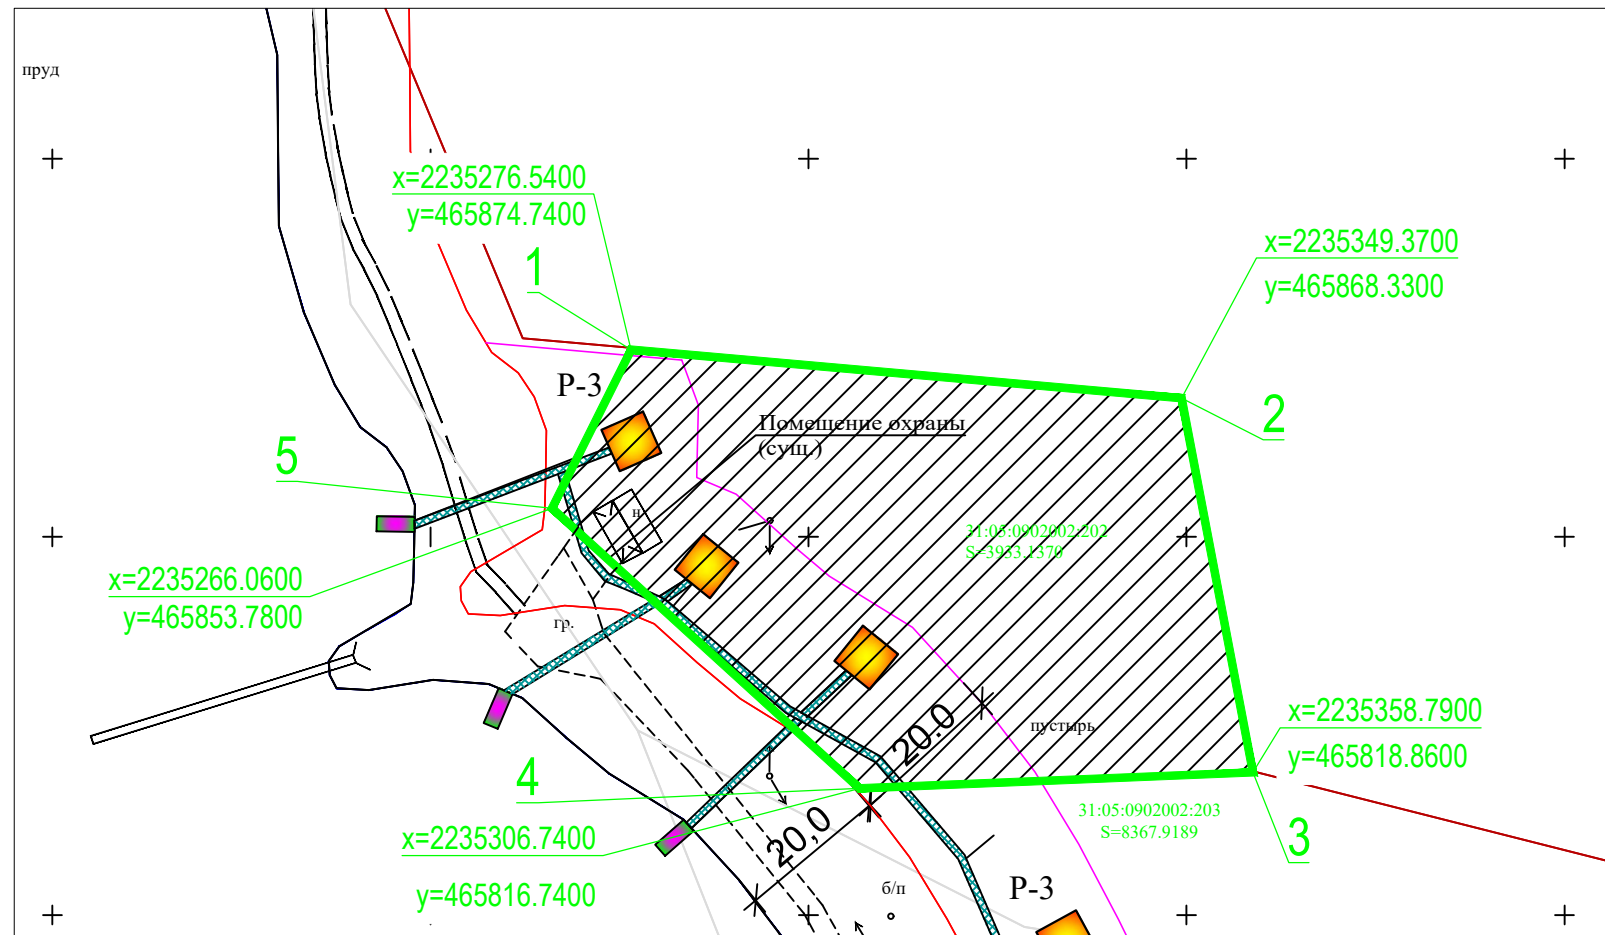 пруд
x=2235276.5400
y=465874.7400
1
x=2235349.3700
y=465868.3300
2
Р-3
Помещение охраны
(сущ.)
5
н
31:05:0902002:202
S=3933.1370
x=2235266.0600
y=465853.7800
гр.
20.0
пустырь
x=2235358.7900
y=465818.8600
3
4
x=2235306.7400
y=465816.7400
20,0
31:05:0902002:203
S=8367.9189
б/п
Р-3